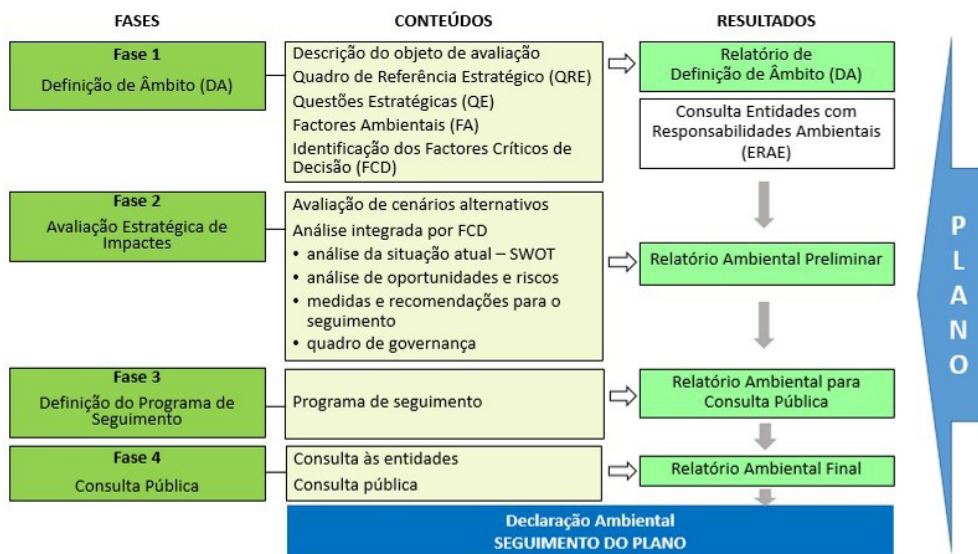 FASES
CONTEÚDOS
RESULTADOS
Fase 1
Definição de Âmbito (DA)
Descrição do objeto de avaliação
Quadro de Referência Estratégico (QRE)
Questões Estratégicas (QE)
Factores Ambientais (FA)
Identificação dos Factores Críticos de
Decisão (FCD)
Relatório de
Definição de Âmbito (DA)
Consulta Entidades com
Responsabilidades Ambientais
(ERAE)
Fase 2
Avaliação Estratégica de
Impactes
Avaliação de cenários alternativos
Análise integrada por FCD
• análise da situação atual – SWOT
• análise de oportunidades e riscos
• medidas e recomendações para o
seguimento
• quadro de governança
Relatório Ambiental Preliminar
Fase 3
Definição do Programa de
Seguimento
Programa de seguimento
Relatório Ambiental para
Consulta Pública
Fase 4
Consulta Pública
Consulta às entidades
Consulta pública
Relatório Ambiental Final
Declaração Ambiental
SEGUIMENTO DO PLANO
P
L
A
N
O